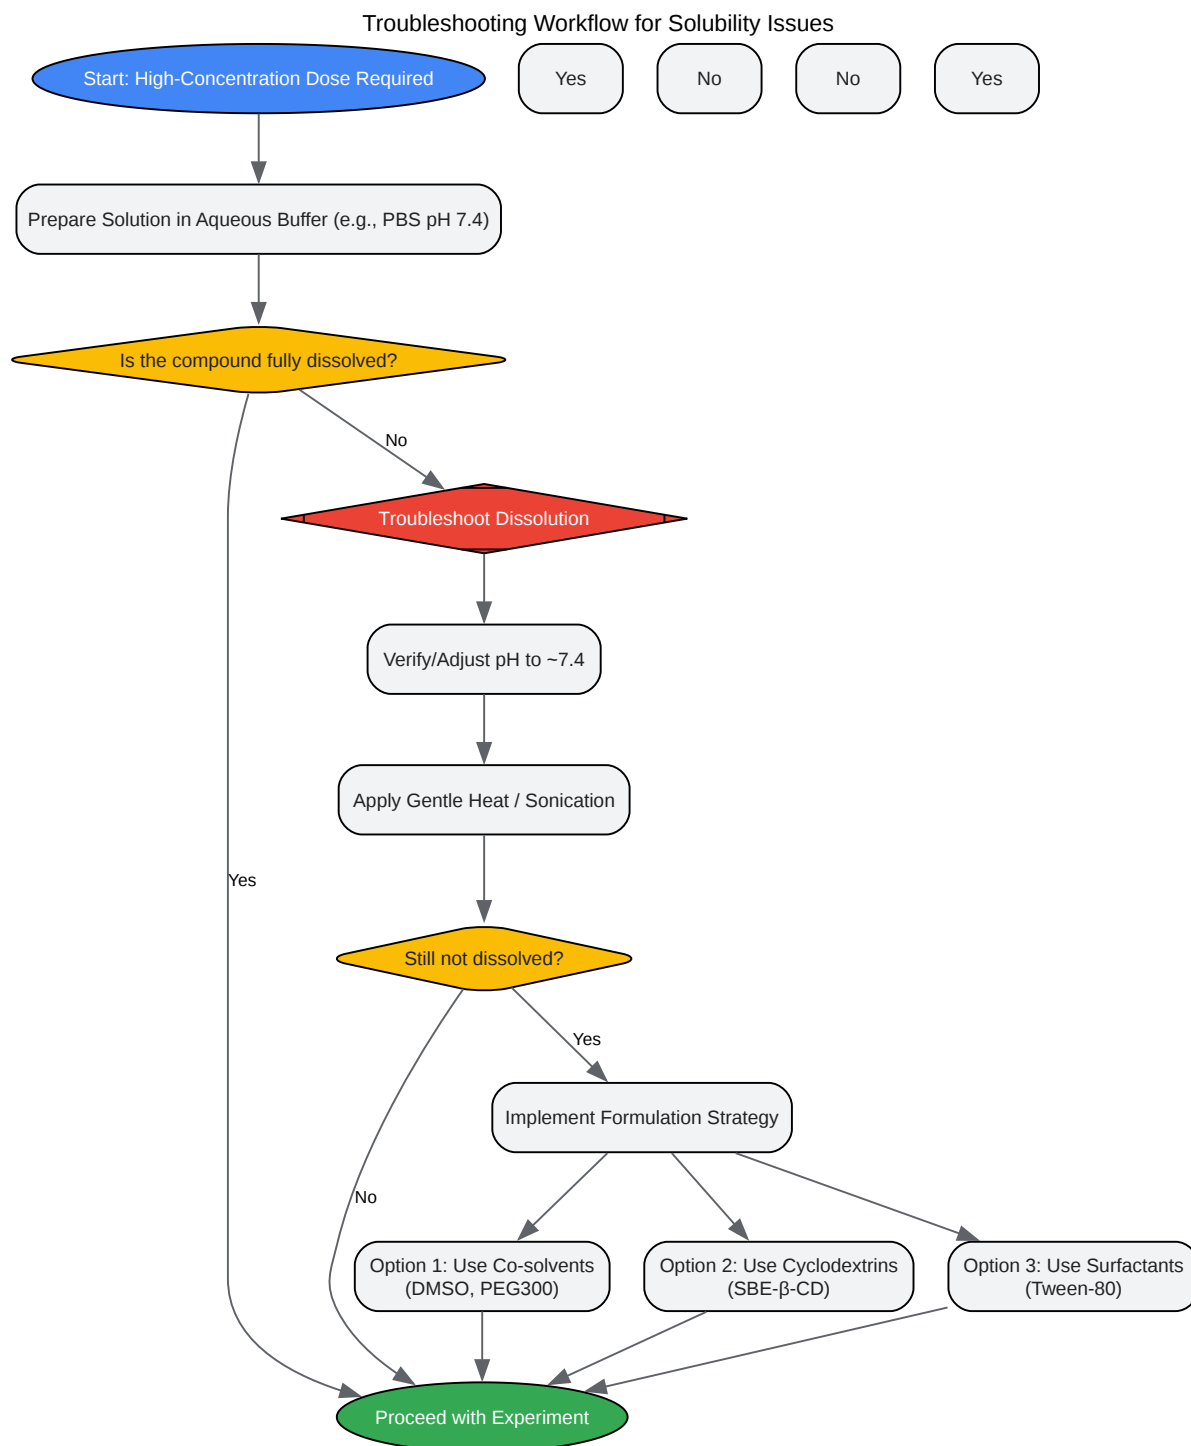 Troubleshooting Workflow for Solubility Issues
Start: High-Concentration Dose Required
Yes
No
No
Yes
Prepare Solution in Aqueous Buffer (e.g., PBS pH 7.4)
Is the compound fully dissolved?
No
Troubleshoot Dissolution
Verify/Adjust pH to ~7.4
Apply Gentle Heat / Sonication
Yes
Still not dissolved?
Yes
Implement Formulation Strategy
No
Option 1: Use Co-solvents
(DMSO, PEG300)
Option 2: Use Cyclodextrins
(SBE-β-CD)
Option 3: Use Surfactants
(Tween-80)
Proceed with Experiment